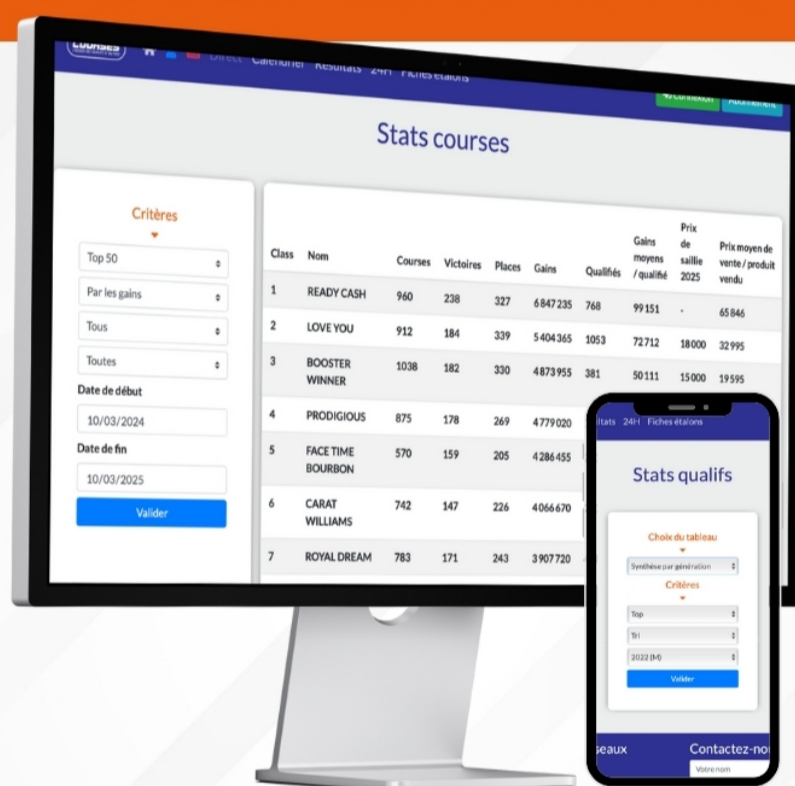 COURSES
Direct Calendrier Résultats 24H Fiches étalons
Connexion Abonnement
Stats courses
Critères
Top 50
Par les gains
Tous
Toutes
Date de début
10/03/2024
Date de fin
10/03/2025
Valider
Class Nom Courses Victoires Places Gains Qualifiés Gains moyens / qualifié Prix de saillie 2025 Prix moyen de vente / produit vendu
1 READY CASH 960 238 327 6 847 235 768 99 151 - 65 846
2 LOVE YOU 912 184 339 5 404 365 1053 72 712 18 000 32 995
3 BOOSTER WINNER 1038 182 330 4 873 955 381 50 111 15 000 19 595
4 PRODIGIOUS 875 178 269 4 779 020
5 FACE TIME BOURBON 570 159 205 4 286 455
6 CARAT WILLIAMS 742 147 226 4 066 670
7 ROYAL DREAM 783 171 243 3 907 720
ltats 24H Fiches étalons
Stats qualifs
Choix du tableau
Synthèse par génération
Critères
Top
Tri
2022 (M)
Valider
seaux Contactez-no
Votre nom